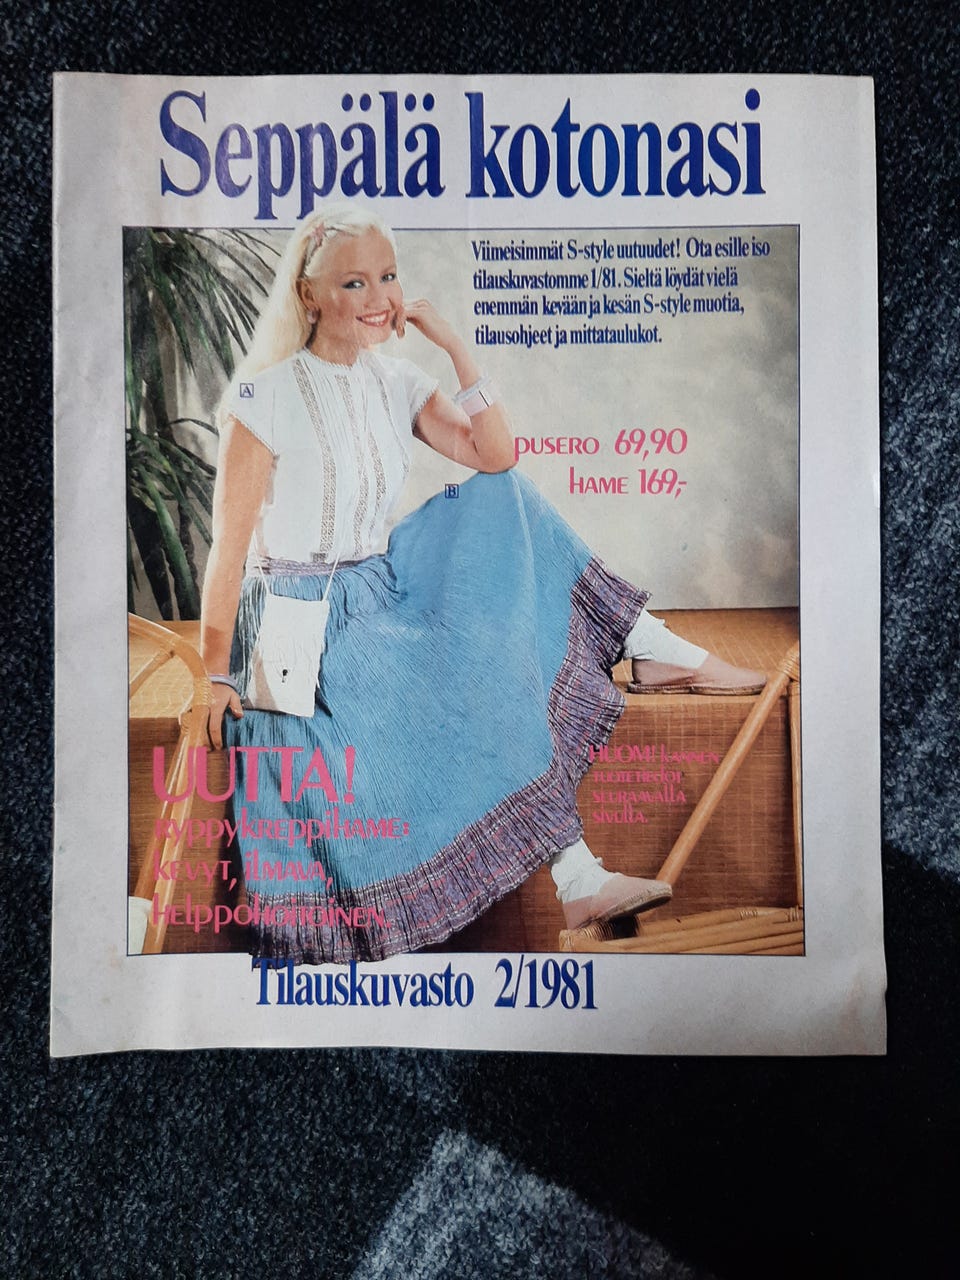 Seppälä kotonasi
Viimeisimmät S-style uutuudet! Ota esille iso
tilauskuvastomme 1/81. Sieltä löydät vielä
enemmän kevään ja kesän S-style muotia,
tilausohjeet ja mittataulukot.
A
PUSERO 69,90
B
HAME 169,-
UUTTA!
RYPPYKREPPIHAME:
KEVYT, ILMAVA,
HELPPOHOITOINEN.
HUOM! KANNEN
TUOTETIEDOT
SEURAAVALLA
SIVULLA.
Tilauskuvasto 2/1981